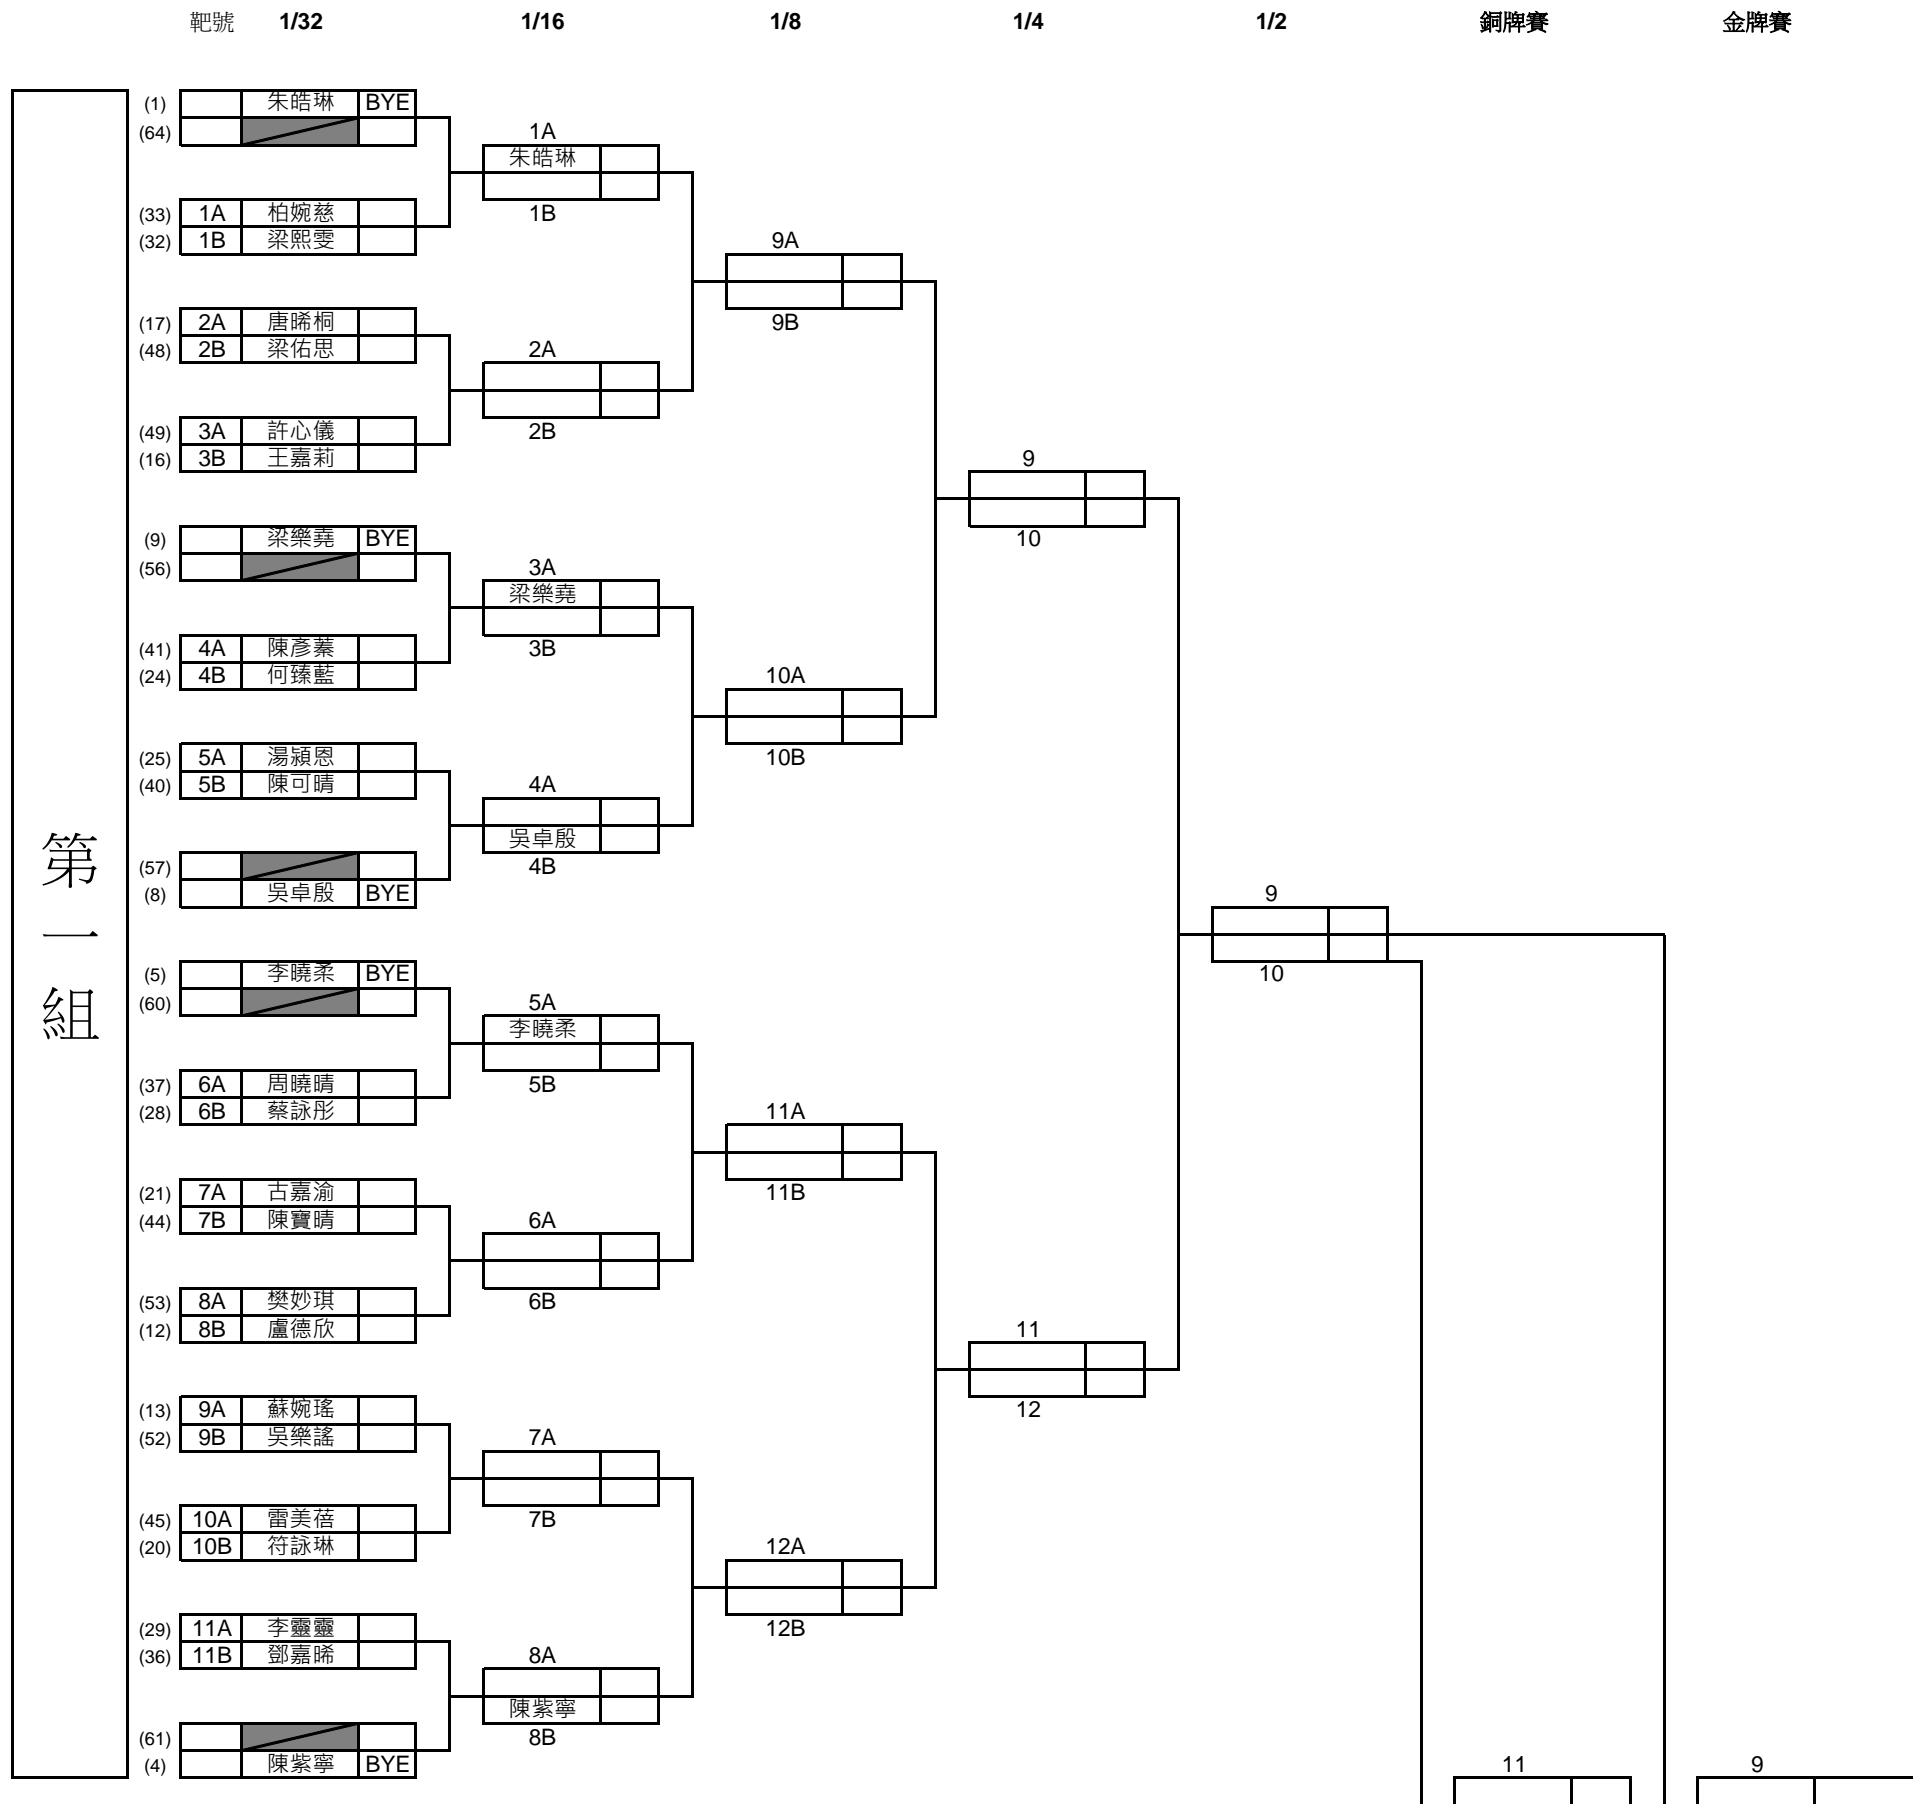 靶號 1/32 1/16 1/8 1/4 1/2 銅牌賽 金牌賽
(1) 朱皓琳 BYE
(64) 1A
朱皓琳
(33) 1A 柏婉慈 1B
(32) 1B 梁熙雯 9A
(17) 2A 唐晞桐 9B
(48) 2B 梁佑思 2A
(49) 3A 許心儀 2B
(16) 3B 王嘉莉 9
(9) 梁樂堯 BYE 10
(56) 3A
梁樂堯
(41) 4A 陳彥蓁 3B
(24) 4B 何臻藍 10A
(25) 5A 湯潁恩 10B
(40) 5B 陳可晴 4A
吳卓殷
(57) 4B
(8) 吳卓殷 BYE 9
(5) 李曉柔 BYE 10
(60) 5A
李曉柔
(37) 6A 周曉晴 5B
(28) 6B 蔡詠彤 11A
(21) 7A 古嘉渝 11B
(44) 7B 陳寶晴 6A
(53) 8A 樊妙琪 6B
(12) 8B 盧德欣 11
(13) 9A 蘇婉瑤 12
(52) 9B 吳樂謠 7A
(45) 10A 雷美蓓 7B
(20) 10B 符詠琳 12A
(29) 11A 李靈靈 12B
(36) 11B 鄧嘉晞 8A
陳紫寧
(61) 8B
(4) 陳紫寧 BYE 11 9
第一組